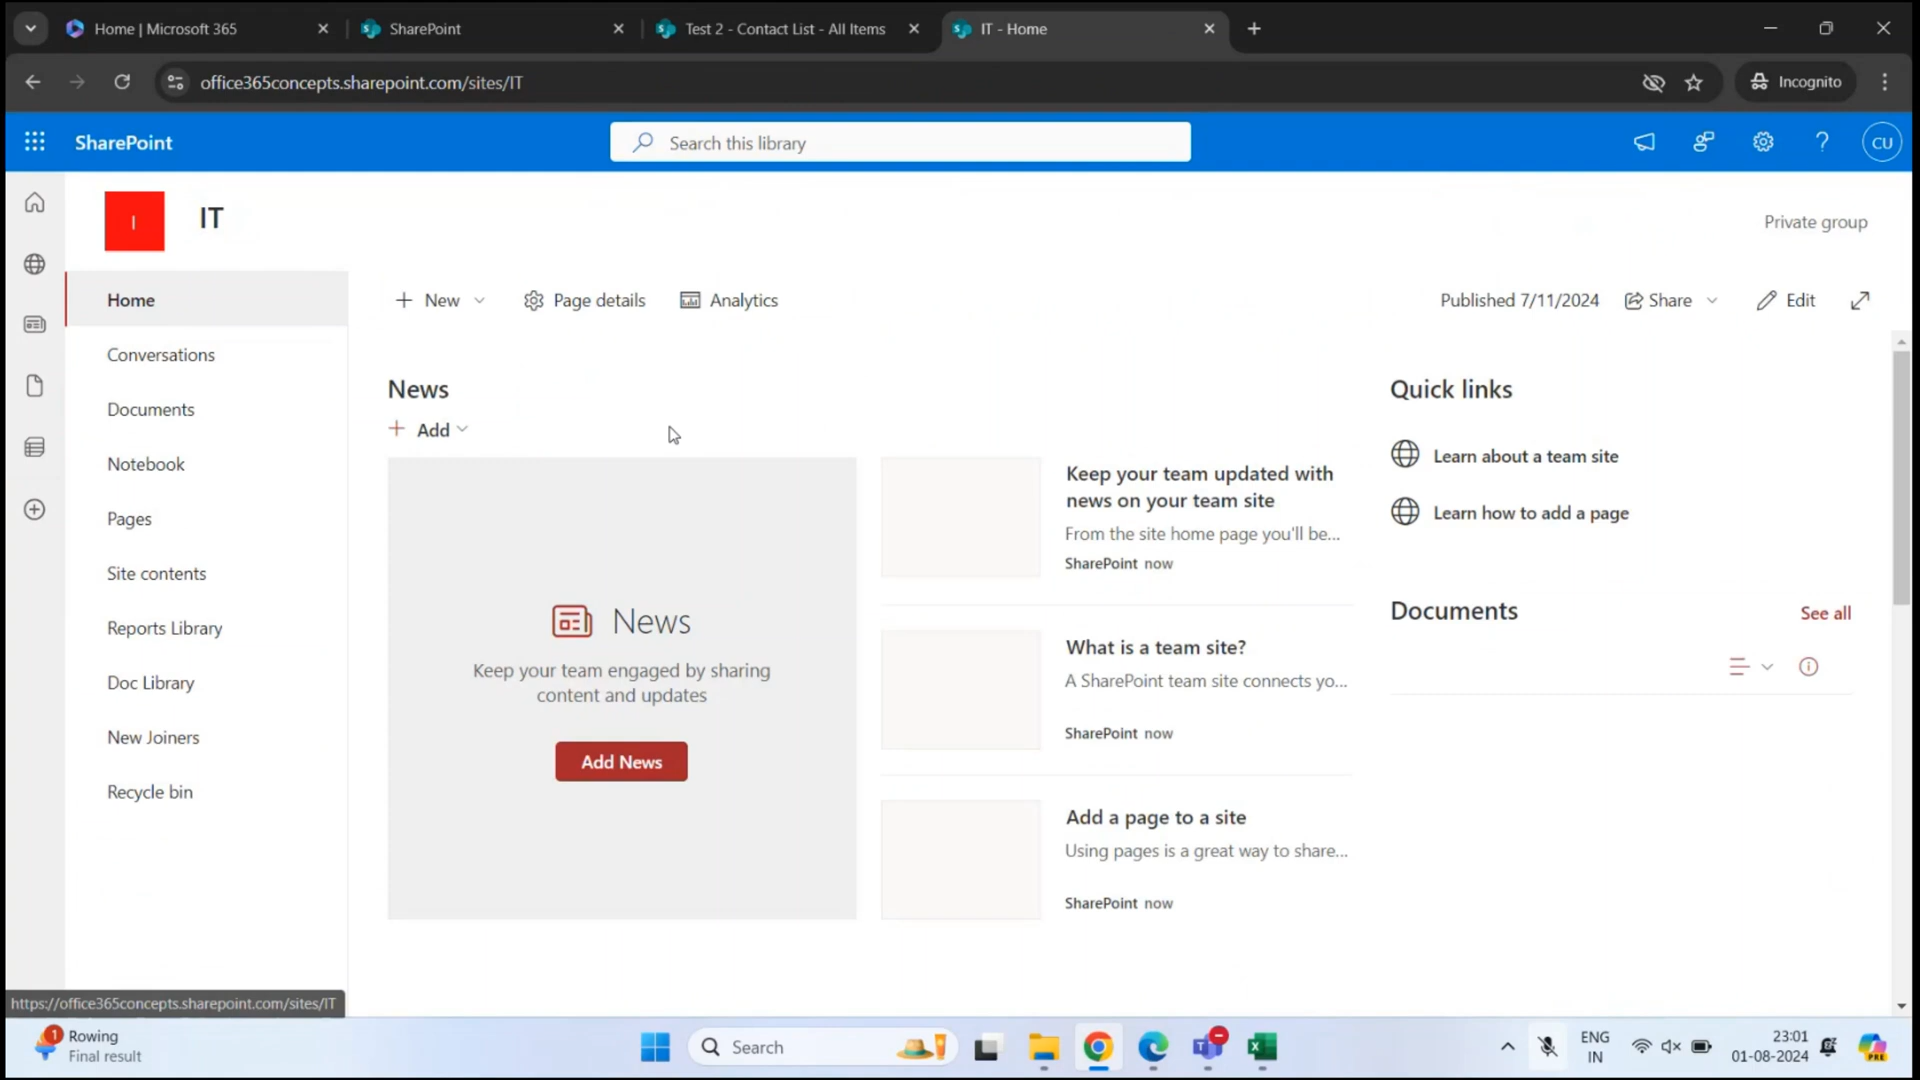 Home | Microsoft 365
SharePoint
Test 2 - Contact List - All Items
IT - Home
office365concepts.sharepoint.com/sites/IT
Incognito
SharePoint
Search this library
?
CU
I
IT
Private group
Home
Conversations
Documents
Notebook
Pages
Site contents
Reports Library
Doc Library
New Joiners
Recycle bin
New
Page details
Analytics
Published 7/11/2024
Share
Edit
News
Add
News
Keep your team engaged by sharing
content and updates
Add News
Keep your team updated with
news on your team site
From the site home page you'll be...
SharePoint now
What is a team site?
A SharePoint team site connects yo...
SharePoint now
Add a page to a site
Using pages is a great way to share...
SharePoint now
Quick links
Learn about a team site
Learn how to add a page
Documents
See all
https://office365concepts.sharepoint.com/sites/IT
1
Rowing
Final result
Search
ENG
IN
23:01
01-08-2024
PRE